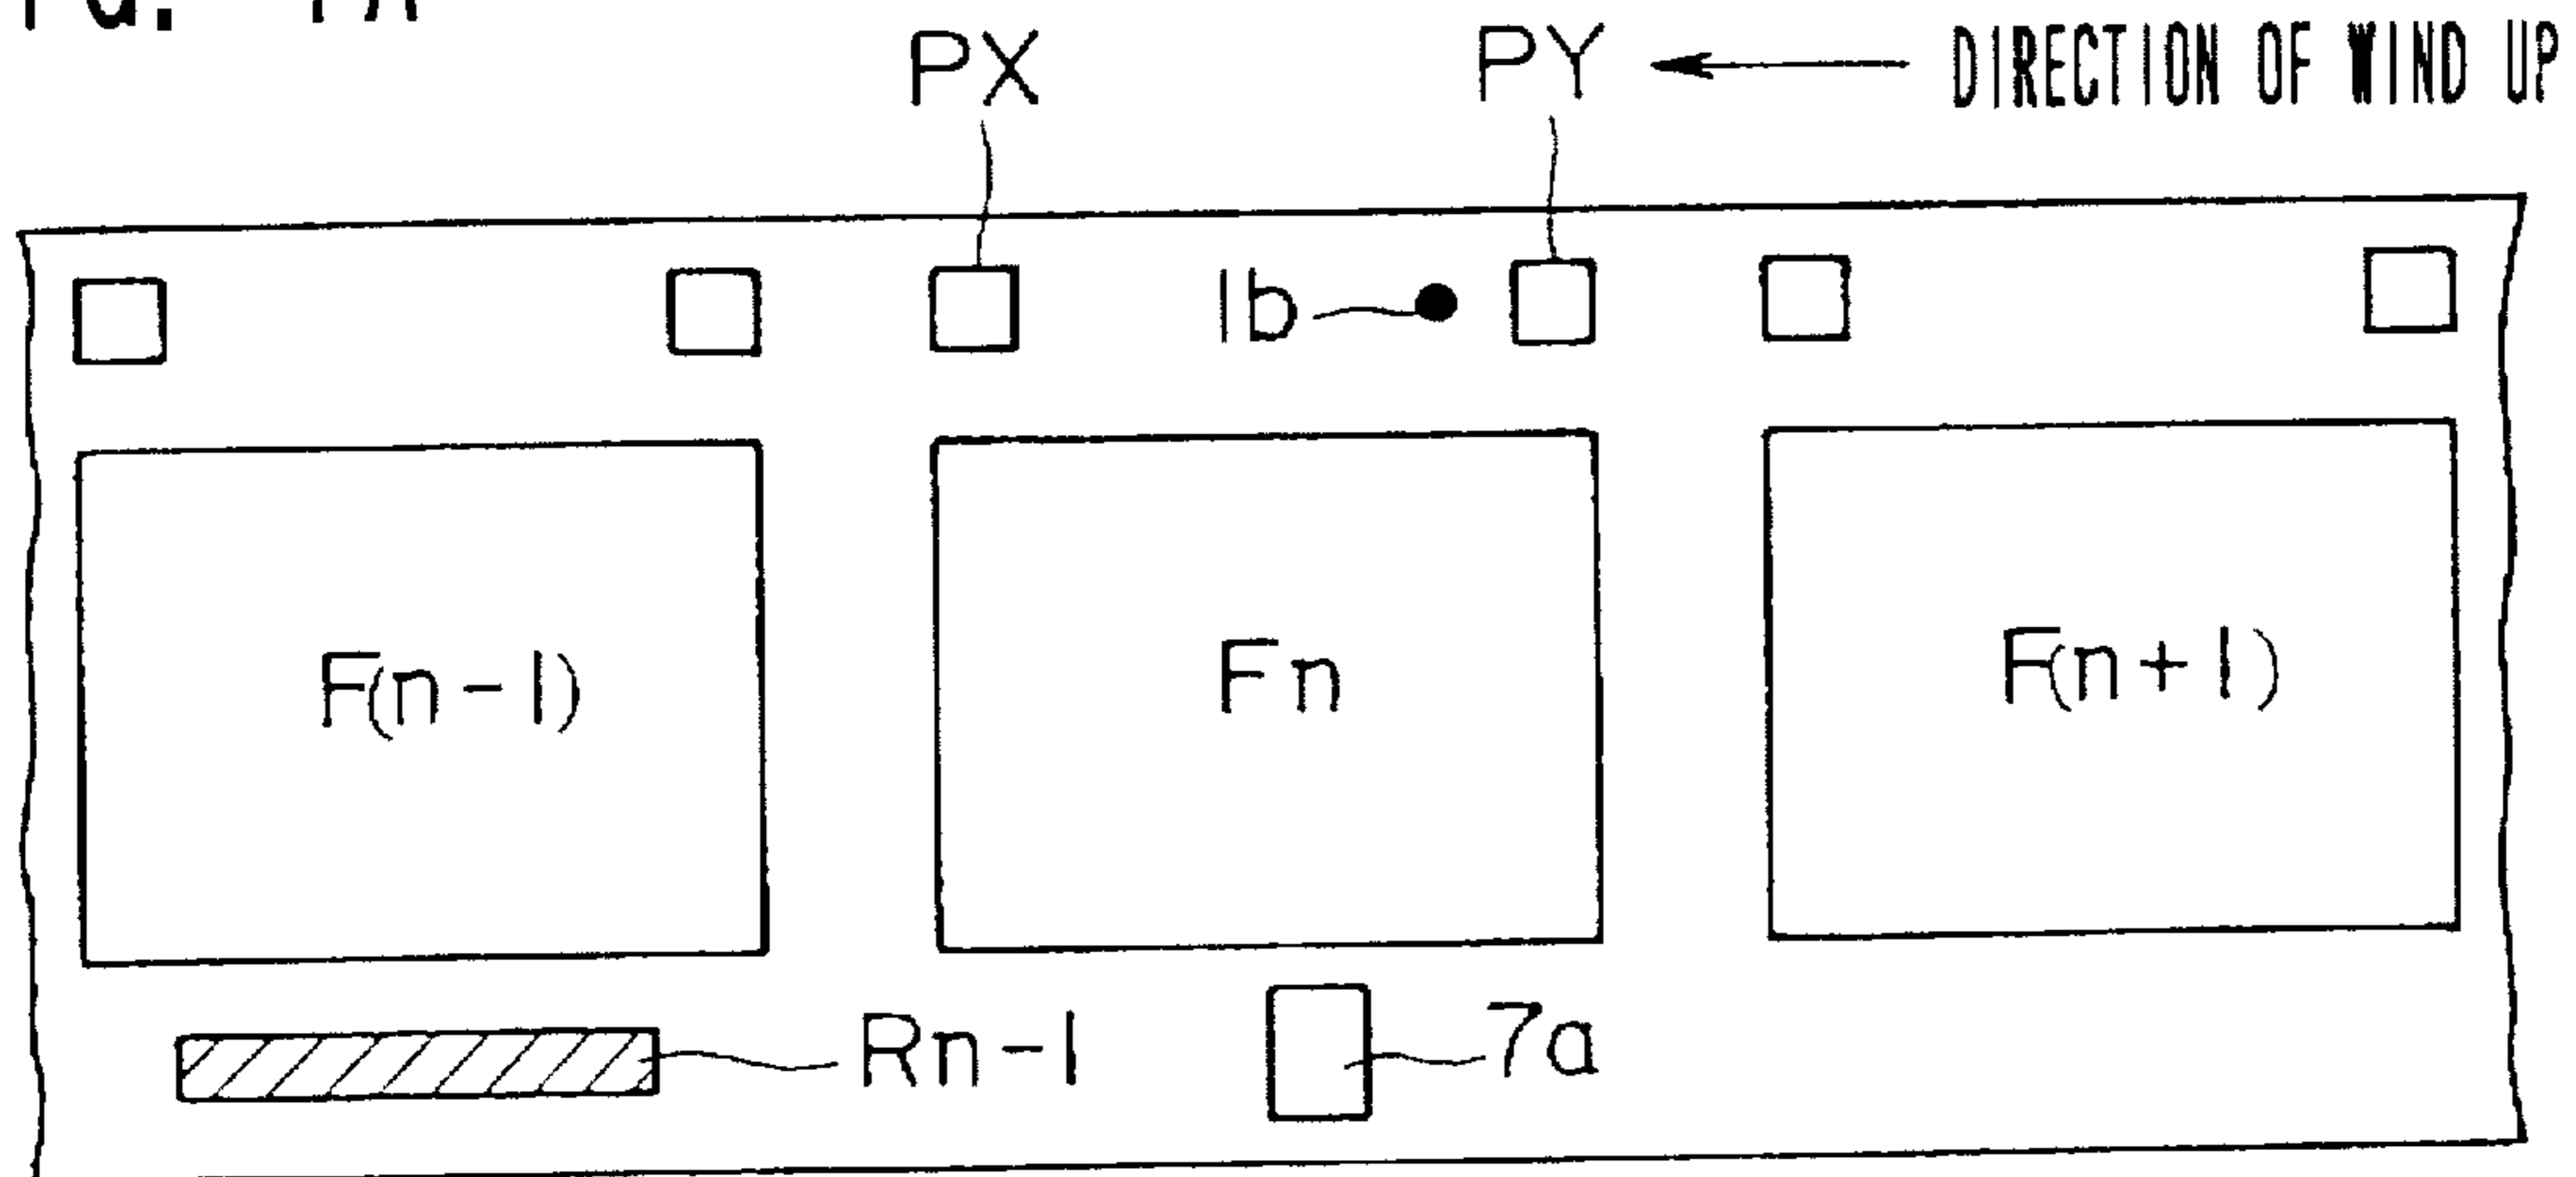 PX
PY
DIRECTION OF WIND UP
1b
F(n-1)
Fn
F(n+1)
Rn-1
7a